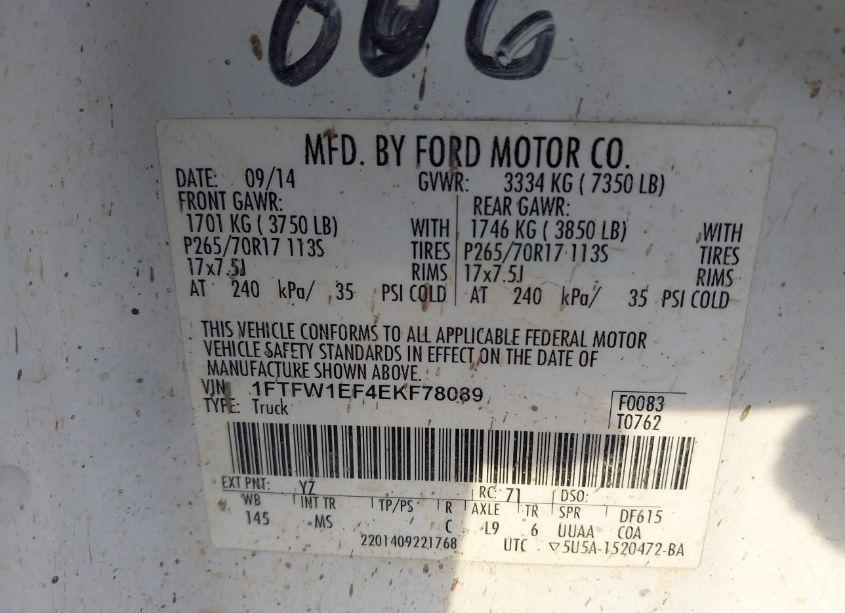 006
MFD. BY FORD MOTOR CO.
DATE: 09/14 GVWR: 3334 KG ( 7350 LB)
FRONT GAWR: REAR GAWR:
1701 KG ( 3750 LB) WITH 1746 KG ( 3850 LB) WITH
P265/70R17 113S TIRES P265/70R17 113S TIRES
17x7.5J RIMS 17x7.5J RIMS
AT 240 kPa/ 35 PSI COLD AT 240 kPa/ 35 PSI COLD
THIS VEHICLE CONFORMS TO ALL APPLICABLE FEDERAL MOTOR
VEHICLE SAFETY STANDARDS IN EFFECT ON THE DATE OF
MANUFACTURE SHOWN ABOVE.
VIN: 1FTFW1EF4EKF78089 F0083
TYPE: Truck T0762
EXT PNT: YZ RC: 71 DSO:
WB INT TR TP/PS R AXLE TR SPR DF615
145 MS C L9 6 UUAA COA
2201409221768 UTC ▽5U5A-1520472-BA